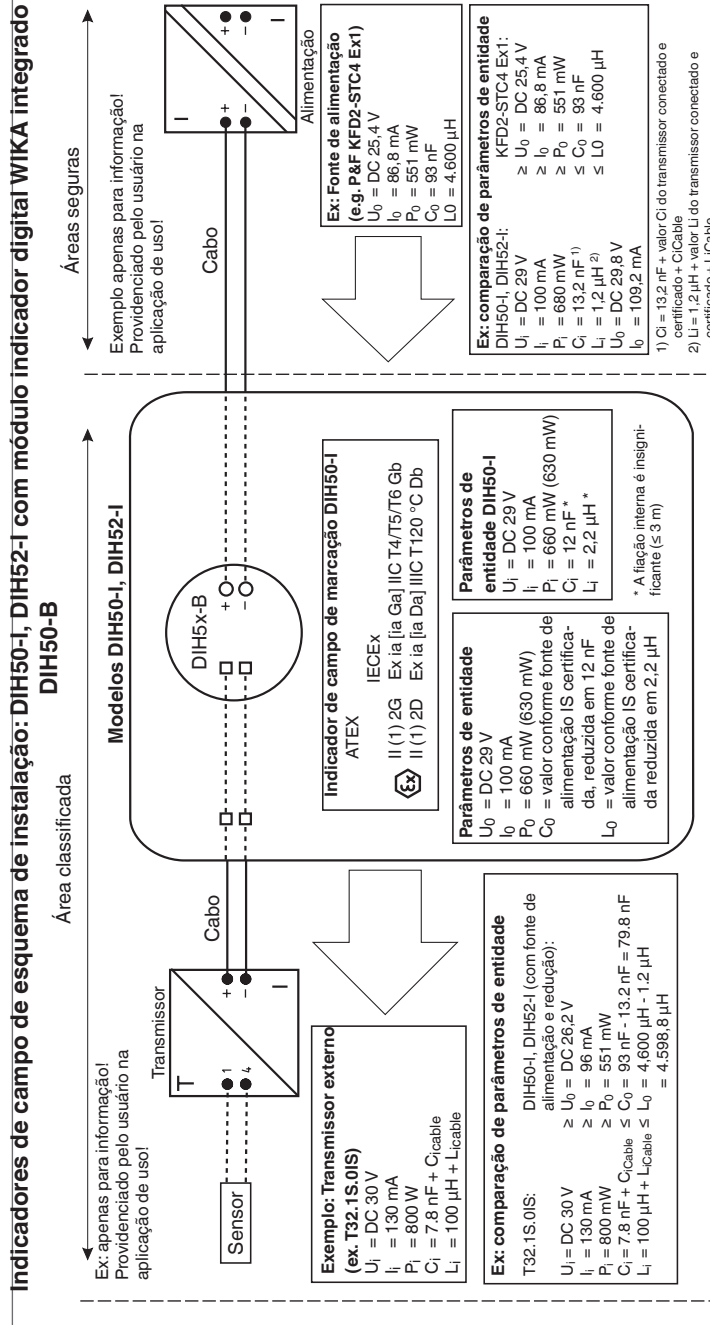 Indicadores de campo de esquema de instalação: DIH50-I, DIH52-I com módulo indicador digital WIKA integrado
DIH50-B
Área classificada
Áreas seguras
Ex: apenas para informação!
Providenciado pelo usuário na
aplicação de uso!
Exemplo apenas para informação!
Providenciado pelo usuário na
aplicação de uso!
Modelos DIH50-I, DIH52-I
Sensor
Transmissor
T
1
4
+
–
I
Cabo
DIH5x-B
+
–
Cabo
I
+
–
+
–
I
Alimentação
Exemplo: Transmissor externo
(ex. T32.1S.0IS)
Ui = DC 30 V
Ii = 130 mA
Pi = 800 W
Ci = 7.8 nF + Cicable
Li = 100 µH + Licable
Indicador de campo de marcação DIH50-I
ATEX
IECEx
Ex
II (1) 2G Ex ia [ia Ga] IIC T4/T5/T6 Gb
II (1) 2D Ex ia [ia Da] IIIC T120 °C Db
Ex: Fonte de alimentação
(e.g. P&F KFD2-STC4 Ex1)
U0 = DC 25,4 V
I0 = 86,8 mA
P0 = 551 mW
C0 = 93 nF
L0 = 4.600 µH
Parâmetros de entidade
U0 = DC 29 V
I0 = 100 mA
P0 = 660 mW (630 mW)
C0 = valor conforme fonte de
alimentação IS certifica-
da, reduzida em 12 nF
L0 = valor conforme fonte de
alimentação IS certifica-
da reduzida em 2,2 µH
Parâmetros de
entidade DIH50-I
Ui = DC 29 V
Ii = 100 mA
Pi = 660 mW (630 mW)
Ci = 12 nF *
Li = 2,2 µH *
* A fiação interna é insigni-
ficante (≤ 3 m)
Ex: comparação de parâmetros de entidade
T32.1S.0IS: DIH50-I, DIH52-I (com fonte de
alimentação e redução):
Ui = DC 30 V ≥ U0 = DC 26,2 V
Ii = 130 mA ≥ I0 = 96 mA
Pi = 800 mW ≥ P0 = 551 mW
Ci = 7.8 nF + CiCable ≤ C0 = 93 nF - 13.2 nF = 79.8 nF
Li = 100 µH + LiCable ≤ L0 = 4,600 µH - 1.2 µH
= 4.598,8 µH
Ex: comparação de parâmetros de entidade
DIH50-I, DIH52-I: KFD2-STC4 Ex1:
Ui = DC 29 V ≥ U0 = DC 25,4 V
Ii = 100 mA ≥ I0 = 86,8 mA
Pi = 680 mW ≥ P0 = 551 mW
Ci = 13,2 nF 1) ≤ C0 = 93 nF
Li = 1,2 µH 2) ≤ L0 = 4.600 µH
U0 = DC 29,8 V
I0 = 109,2 mA
1) Ci = 13,2 nF + valor Ci do transmissor conectado e
certificado + CiCable
2) Li = 1,2 µH + valor Li do transmissor conectado e
certificado + LiCable